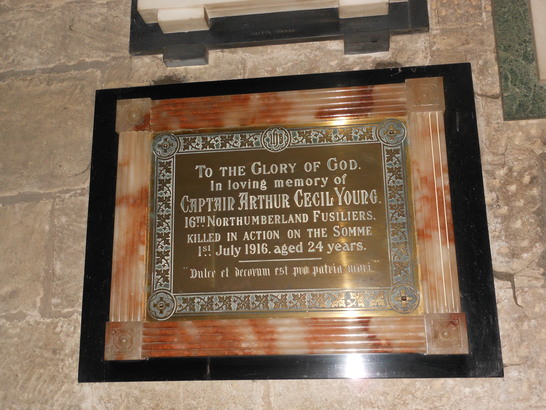 TO THE GLORY OF GOD.
In loving memory of
CAPTAIN ARTHUR CECIL YOUNG.
16TH NORTHUMBERLAND FUSILIERS.
KILLED IN ACTION ON THE SOMME
1ST JULY 1916. AGED 24 YEARS.
"Dulce et decorum est pro patria mori."